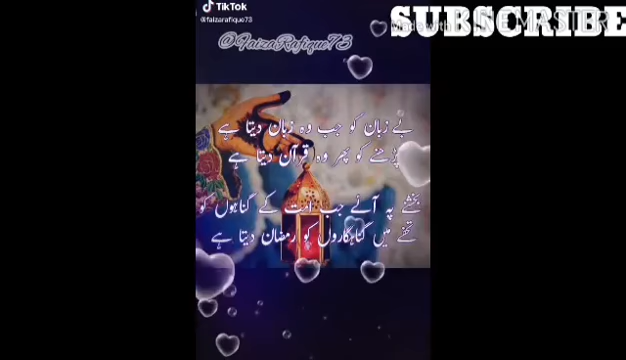 TikTok
@faizarafique73
SUBSCRIBE
@FaizaRafique73
بے زبان کو جب وہ زبان دیتا ہے
پڑھنے کو پھر وہ قرآن دیتا ہے
بخشنے پہ آئے جب امت کے گناہوں کو
تحفے میں گناہگاروں کو رمضان دیتا ہے